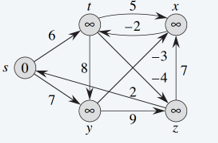 t 5 x
∞ −2 ∞
6
s 0 8 −3
−4 7
7 2
∞ 9 ∞
y z